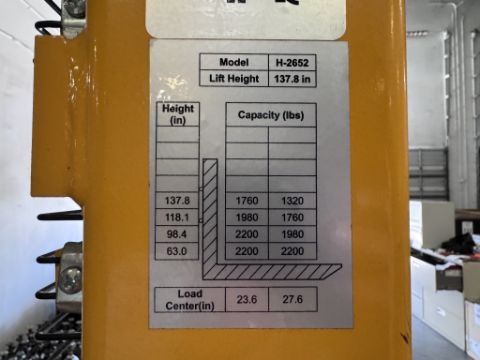 Model H-2652
Lift Height 137.8 in
Height (in) Capacity (lbs)
137.8 1760 1320
118.1 1980 1760
98.4 2200 1980
63.0 2200 2200
Load Center(in) 23.6 27.6